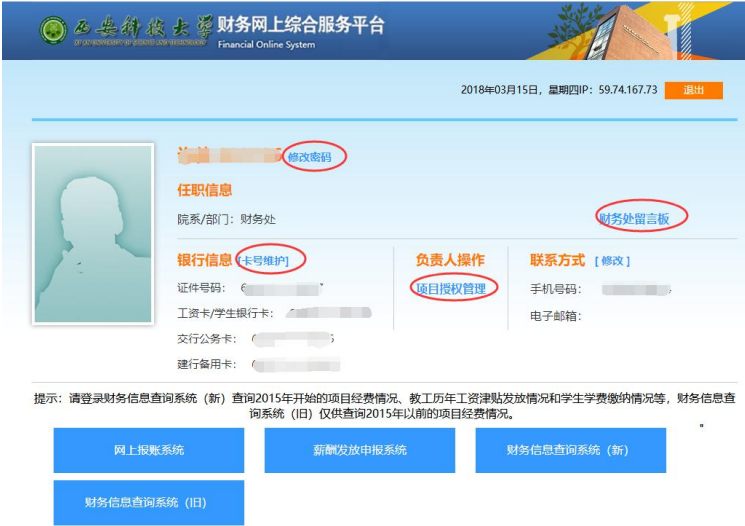 西安科技大学 财务网上综合服务平台
XI'AN UNIVERSITY OF SCIENCE AND TECHNOLOGY Financial Online System
2018年03月15日，星期四IP：59.74.167.73 退出
修改密码
任职信息
院系/部门：财务处 财务处留言板
银行信息 [卡号维护] 负责人操作 联系方式 [修改]
证件号码： 项目授权管理 手机号码：
工资卡/学生银行卡： 电子邮箱：
交行公务卡：
建行备用卡：
提示：请登录财务信息查询系统（新）查询2015年开始的项目经费情况、教工历年工资津贴发放情况和学生学费缴纳情况等，财务信息查
询系统（旧）仅供查询2015年以前的项目经费情况。
网上报账系统 薪酬发放申报系统 财务信息查询系统（新）
财务信息查询系统（旧）